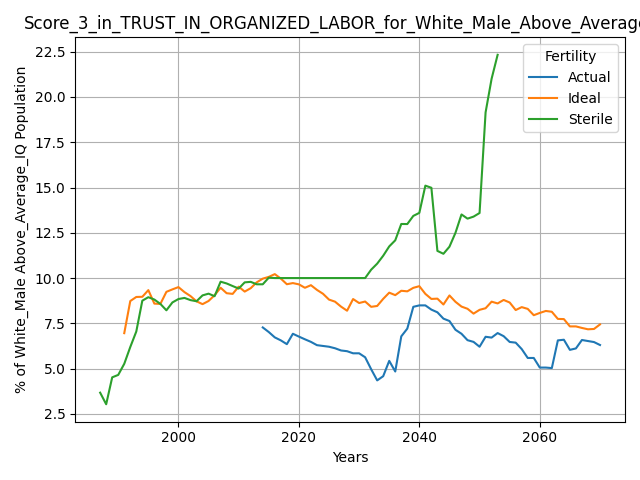 Score_3_in_TRUST_IN_ORGANIZED_LABOR_for_White_Male_Above_Average
% of White_Male Above_Average_IQ Population
22.5
20.0
17.5
15.0
12.5
10.0
7.5
5.0
2.5
Fertility
Actual
Ideal
Sterile
2000
2020
2040
2060
Years